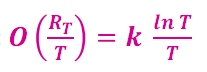 O (R_T / T) = k ln T / T